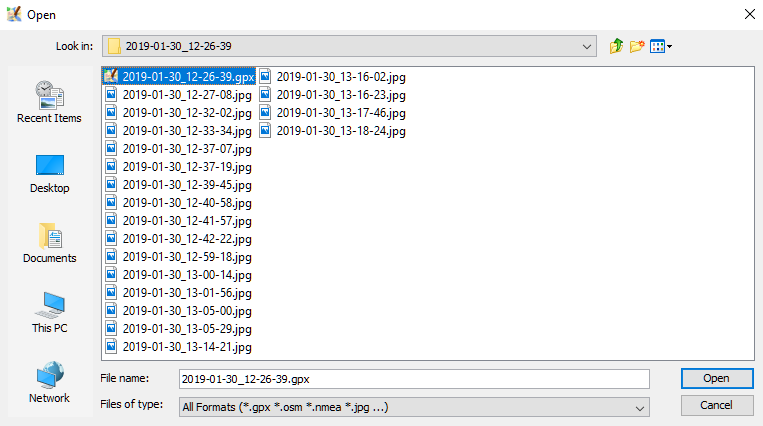 Open
Look in:
2019-01-30_12-26-39
Recent Items
Desktop
Documents
This PC
Network
2019-01-30_12-26-39.gpx
2019-01-30_12-27-08.jpg
2019-01-30_12-32-02.jpg
2019-01-30_12-33-34.jpg
2019-01-30_12-37-07.jpg
2019-01-30_12-37-19.jpg
2019-01-30_12-39-45.jpg
2019-01-30_12-40-58.jpg
2019-01-30_12-41-57.jpg
2019-01-30_12-42-22.jpg
2019-01-30_12-59-18.jpg
2019-01-30_13-00-14.jpg
2019-01-30_13-01-56.jpg
2019-01-30_13-05-00.jpg
2019-01-30_13-05-29.jpg
2019-01-30_13-14-21.jpg
2019-01-30_13-16-02.jpg
2019-01-30_13-16-23.jpg
2019-01-30_13-17-46.jpg
2019-01-30_13-18-24.jpg
File name:
2019-01-30_12-26-39.gpx
Open
Files of type:
All Formats (*.gpx *.osm *.nmea *.jpg ...)
Cancel